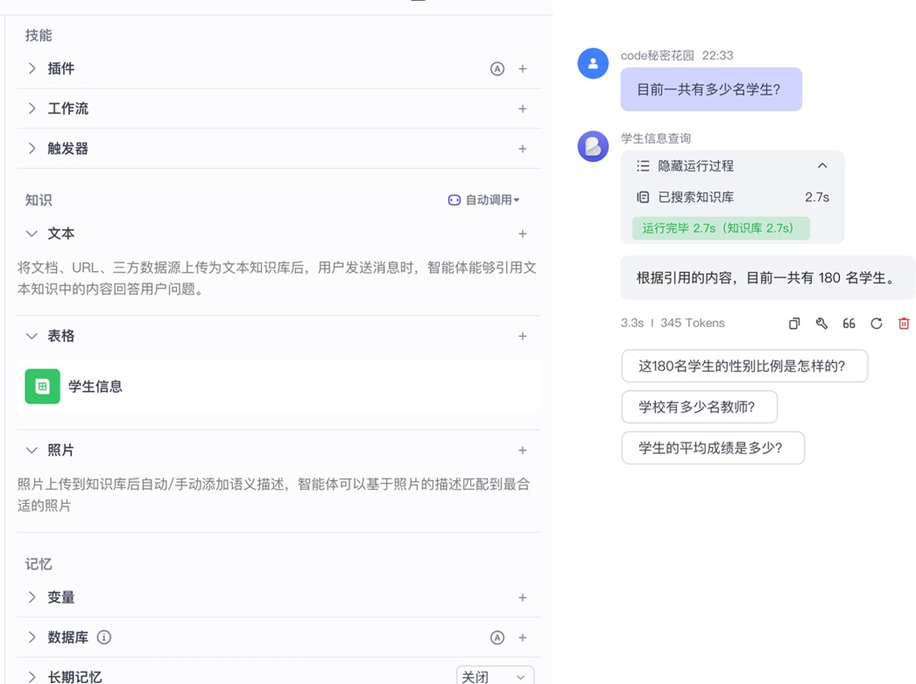 技能
插件
工作流
触发器
知识
自动调用
文本
将文档、URL、三方数据源上传为文本知识库后，用户发送消息时，智能体能够引用文
本知识中的内容回答用户问题。
表格
学生信息
照片
照片上传到知识库后自动/手动添加语义描述，智能体可以基于照片的描述匹配到最合
适的照片
记忆
变量
数据库
长期记忆
关闭
code秘密花园 22:33
目前一共有多少名学生?
学生信息查询
隐藏运行过程
已搜索知识库 2.7s
运行完毕 2.7s（知识库 2.7s）
根据引用的内容，目前一共有 180 名学生。
3.3s | 345 Tokens
这180名学生的性别比例是怎样的?
学校有多少名教师?
学生的平均成绩是多少?